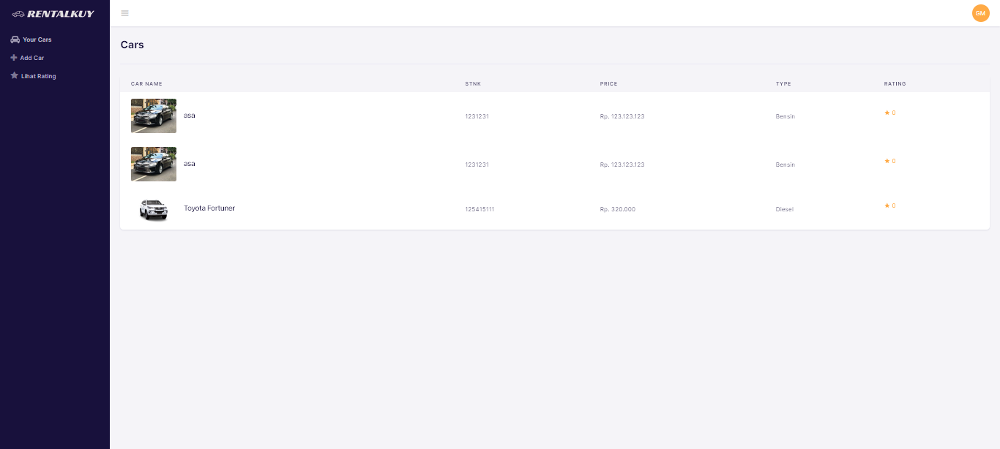 RENTALKUY
GM
Your Cars
Add Car
Lihat Rating
Cars
CAR NAME STNK PRICE TYPE RATING
asa 1231231 Rp. 123.123.123 Bensin ★ 0
asa 1231231 Rp. 123.123.123 Bensin ★ 0
Toyota Fortuner 125415111 Rp. 320.000 Diesel ★ 0